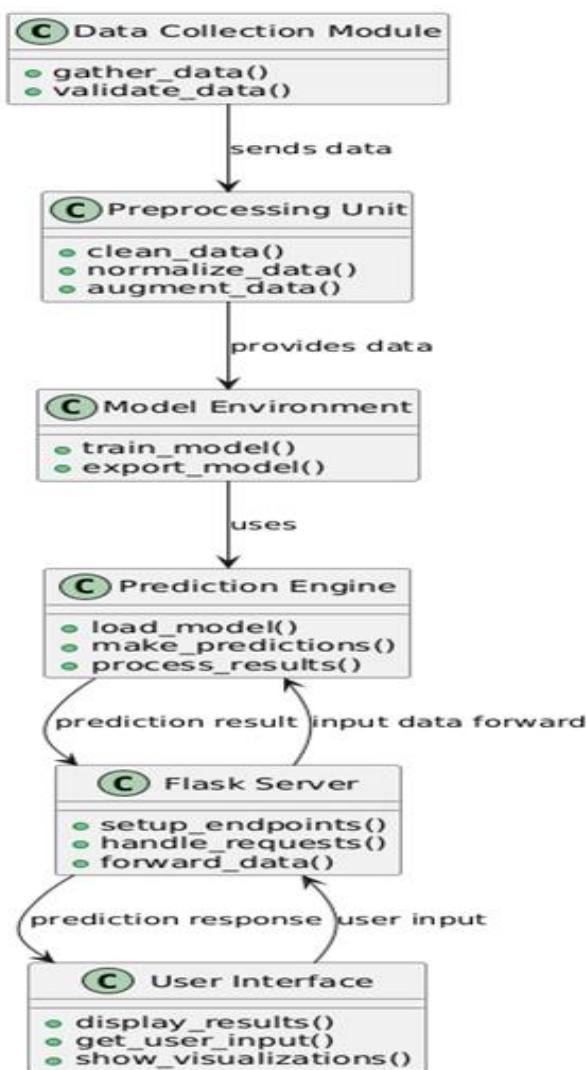 C Data Collection Module
gather_data()
validate_data()
sends data
C Preprocessing Unit
clean_data()
normalize_data()
augment_data()
provides data
C Model Environment
train_model()
export_model()
uses
C Prediction Engine
load_model()
make_predictions()
process_results()
prediction result input data forward
C Flask Server
setup_endpoints()
handle_requests()
forward_data()
prediction response user input
C User Interface
display_results()
get_user_input()
show_visualizations()